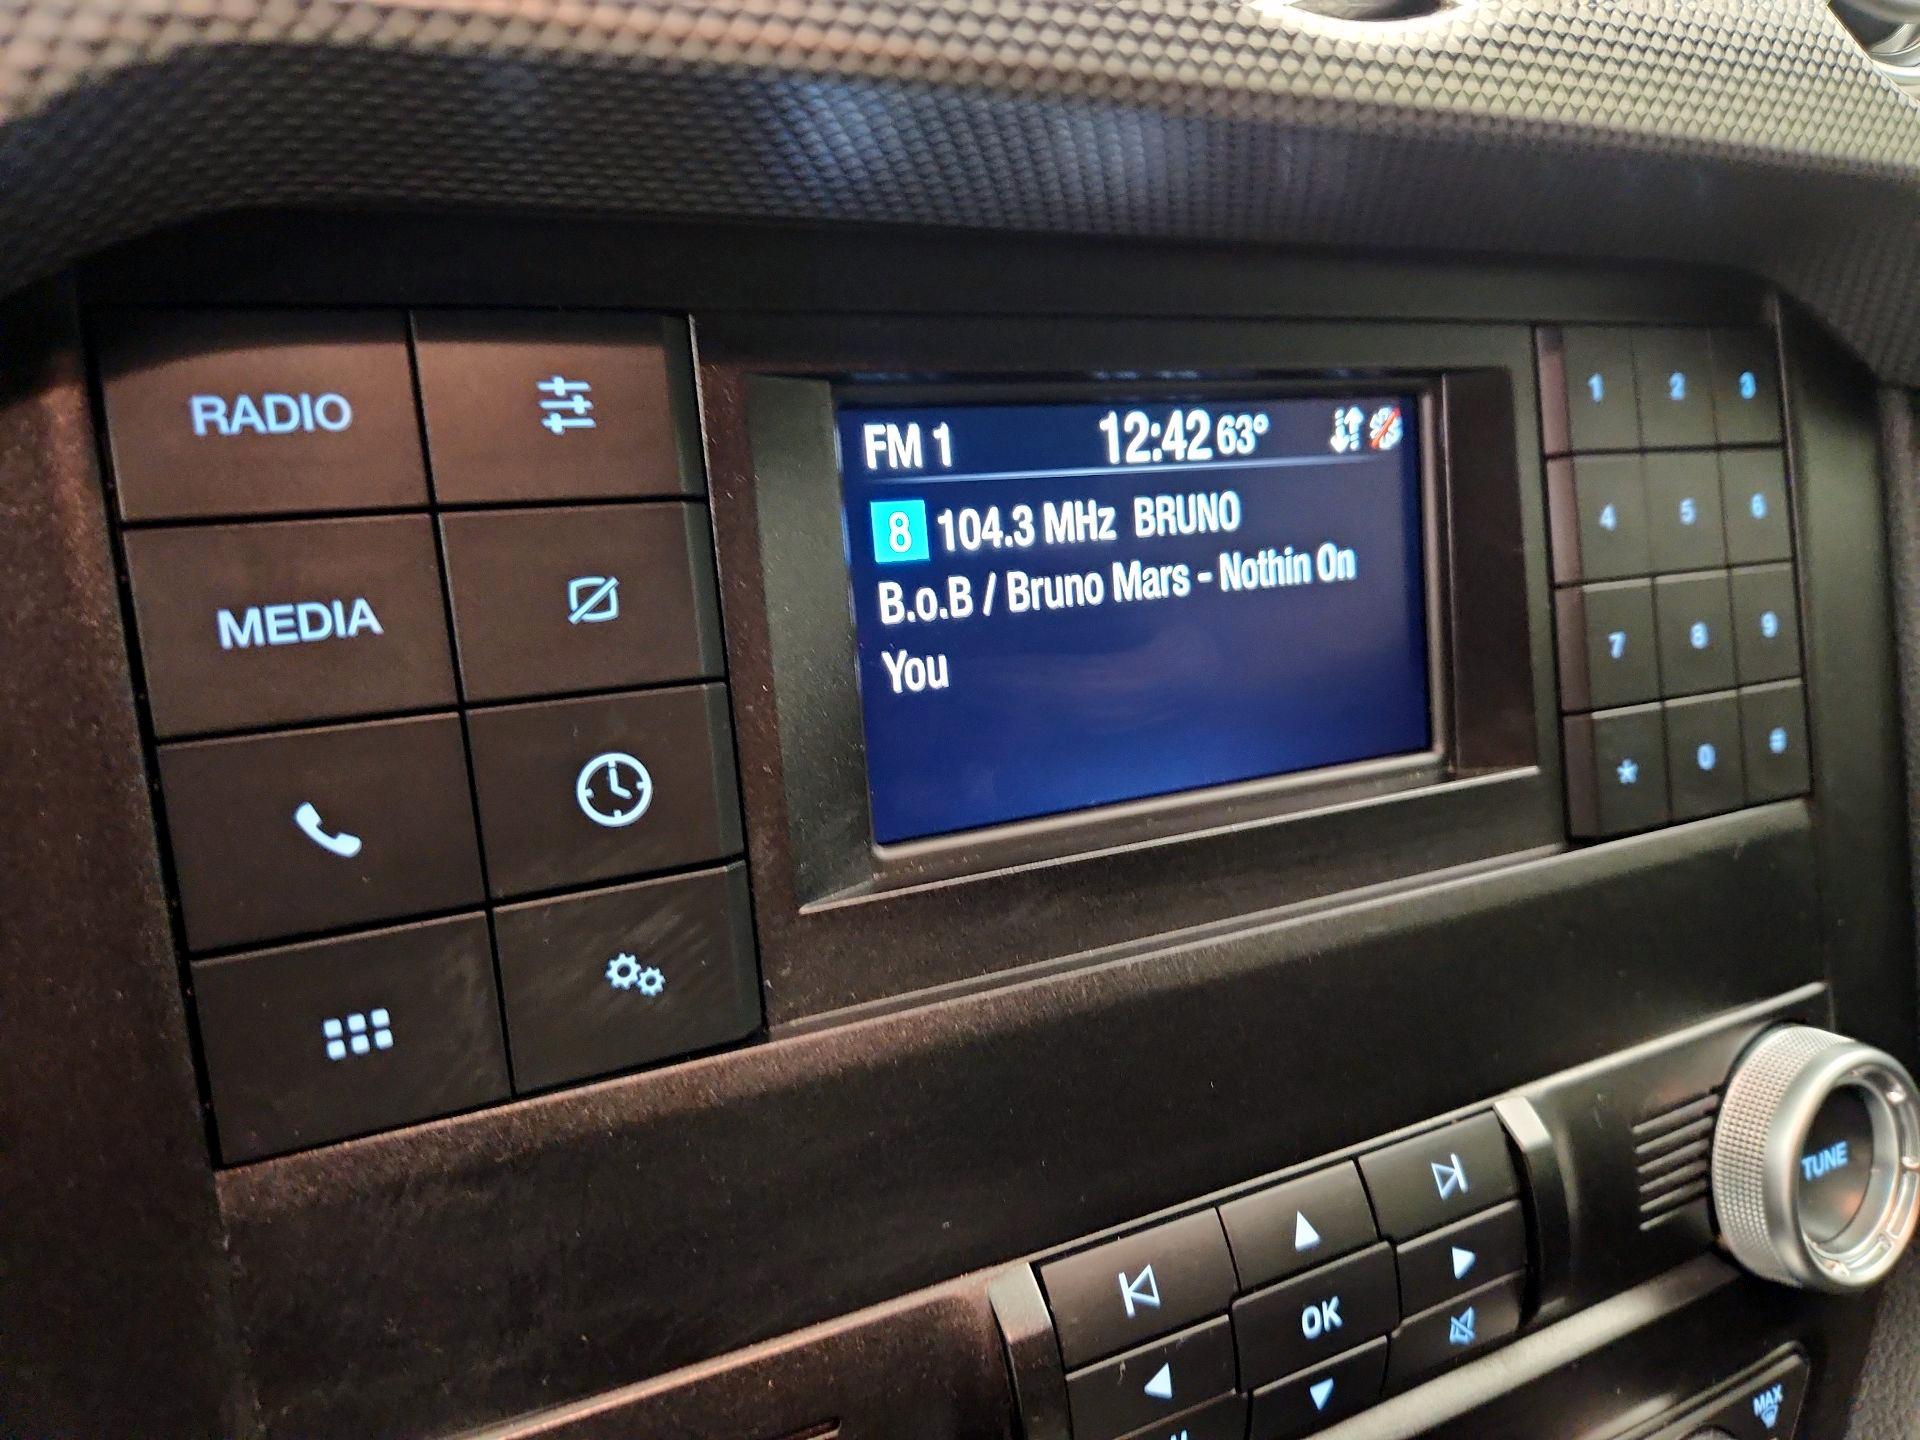 RADIO
MEDIA
FM 1 12:42 63°
8 104.3 MHz BRUNO
B.o.B / Bruno Mars - Nothin On
You
1 2 3
4 5 6
7 8 9
* 0 #
TUNE
OK
MAX